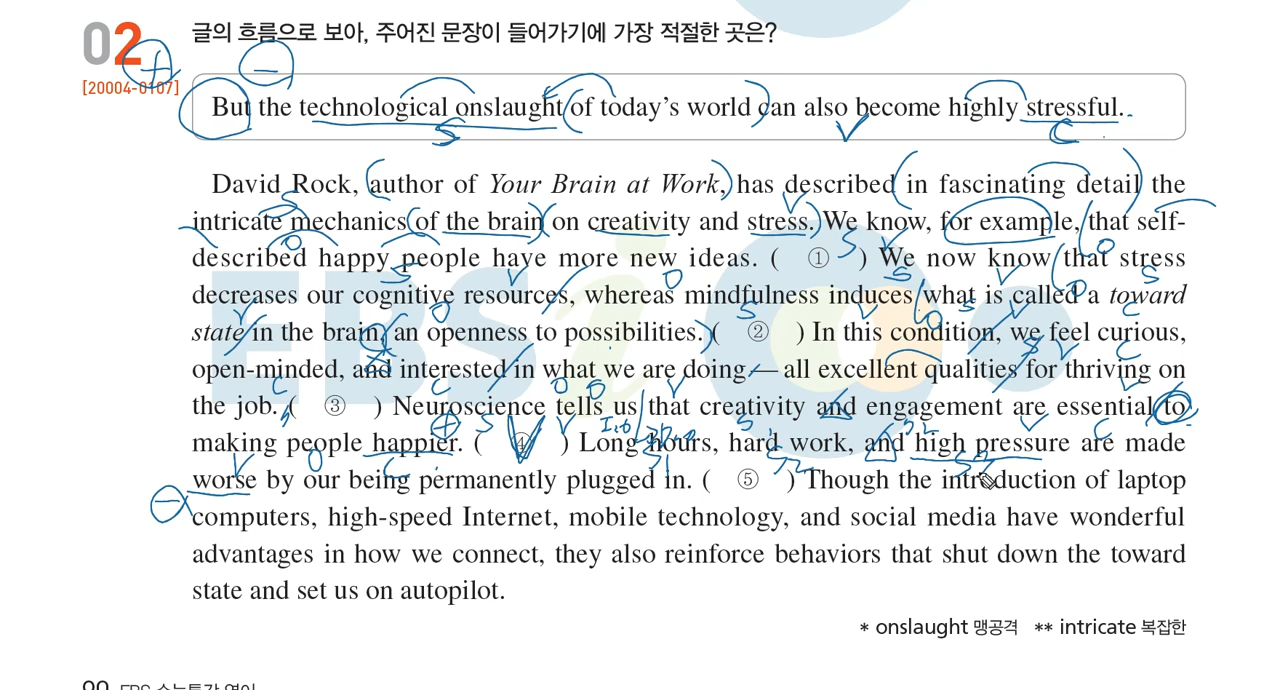 02 글의 흐름으로 보아, 주어진 문장이 들어가기에 가장 적절한 곳은?
[20004-0107]
But the technological onslaught of today's world can also become highly stressful.
David Rock, author of Your Brain at Work, has described in fascinating detail the
intricate mechanics of the brain on creativity and stress. We know, for example, that self-
described happy people have more new ideas. ( ① ) We now know that stress
decreases our cognitive resources, whereas mindfulness induces what is called a toward
state in the brain, an openness to possibilities. ( ② ) In this condition, we feel curious,
open-minded, and interested in what we are doing — all excellent qualities for thriving on
the job. ( ③ ) Neuroscience tells us that creativity and engagement are essential to
making people happier. ( ④ ) Long hours, hard work, and high pressure are made
worse by our being permanently plugged in. ( ⑤ ) Though the introduction of laptop
computers, high-speed Internet, mobile technology, and social media have wonderful
advantages in how we connect, they also reinforce behaviors that shut down the toward
state and set us on autopilot.
* onslaught 맹공격 ** intricate 복잡한